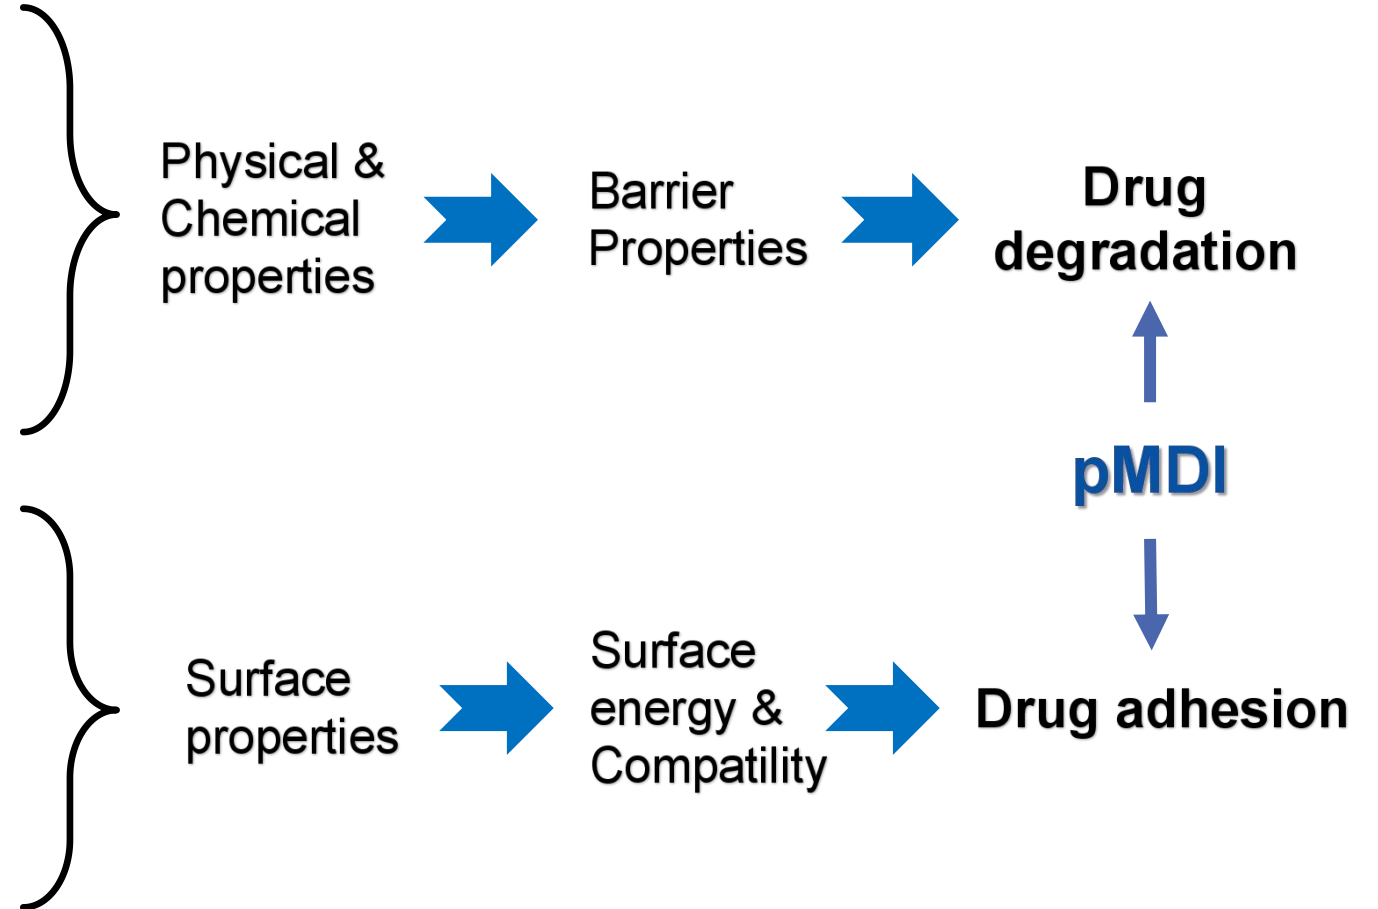 Physical &
Chemical
properties
Barrier
Properties
Drug
degradation
pMDI
Surface
properties
Surface
energy &
Compatility
Drug adhesion